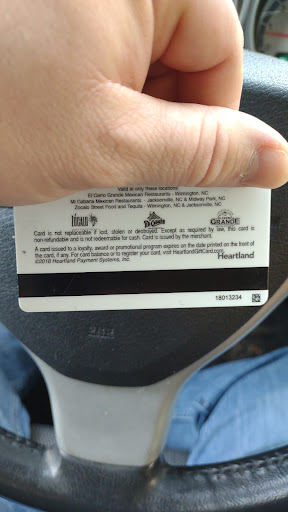 Valid at only these locations:
El Cerro Grande Mexican Restaurants - Wilmington, NC
Mi Cabana Mexican Restaurants - Jacksonville, NC & Midway Park, NC
Zocalo Street Food and Tequila - Wilmington, NC & Jacksonville, NC
ZOCALO
GRANDE
Card is not replaceable if lost, stolen or destroyed. Except as required by law, this card is
non-refundable and is not redeemable for cash. Card is issued by the merchant.
A card issued to a loyalty, award or promotional program expires on the date printed on the front of
the card, if any. For card balance or to register your card, visit HeartlandGiftCard.com.
©2018 Heartland Payment Systems, Inc.
Heartland
18013234